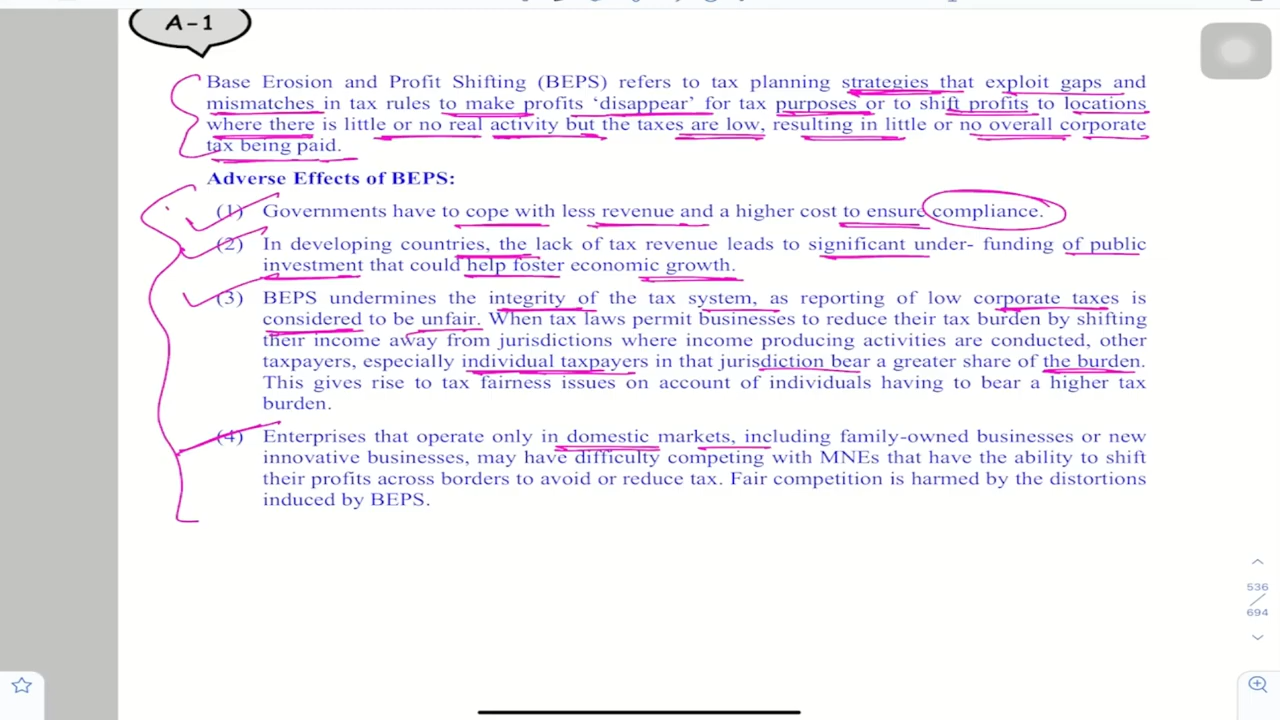 A-1
Base Erosion and Profit Shifting (BEPS) refers to tax planning strategies that exploit gaps and
mismatches in tax rules to make profits ‘disappear’ for tax purposes or to shift profits to locations
where there is little or no real activity but the taxes are low, resulting in little or no overall corporate
tax being paid.
Adverse Effects of BEPS:
(1) Governments have to cope with less revenue and a higher cost to ensure compliance.
(2) In developing countries, the lack of tax revenue leads to significant under- funding of public
investment that could help foster economic growth.
(3) BEPS undermines the integrity of the tax system, as reporting of low corporate taxes is
considered to be unfair. When tax laws permit businesses to reduce their tax burden by shifting
their income away from jurisdictions where income producing activities are conducted, other
taxpayers, especially individual taxpayers in that jurisdiction bear a greater share of the burden.
This gives rise to tax fairness issues on account of individuals having to bear a higher tax
burden.
(4) Enterprises that operate only in domestic markets, including family-owned businesses or new
innovative businesses, may have difficulty competing with MNEs that have the ability to shift
their profits across borders to avoid or reduce tax. Fair competition is harmed by the distortions
induced by BEPS.
536
694